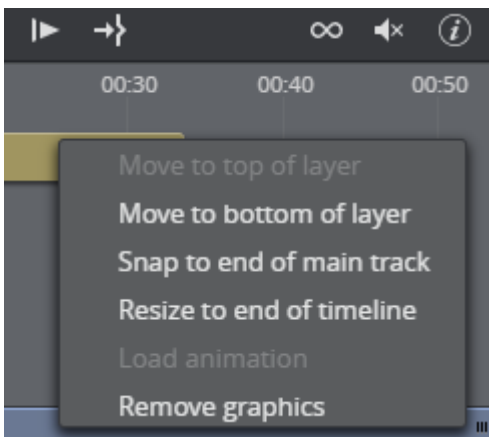 00:30 00:40 00:50
Move to top of layer
Move to bottom of layer
Snap to end of main track
Resize to end of timeline
Load animation
Remove graphics